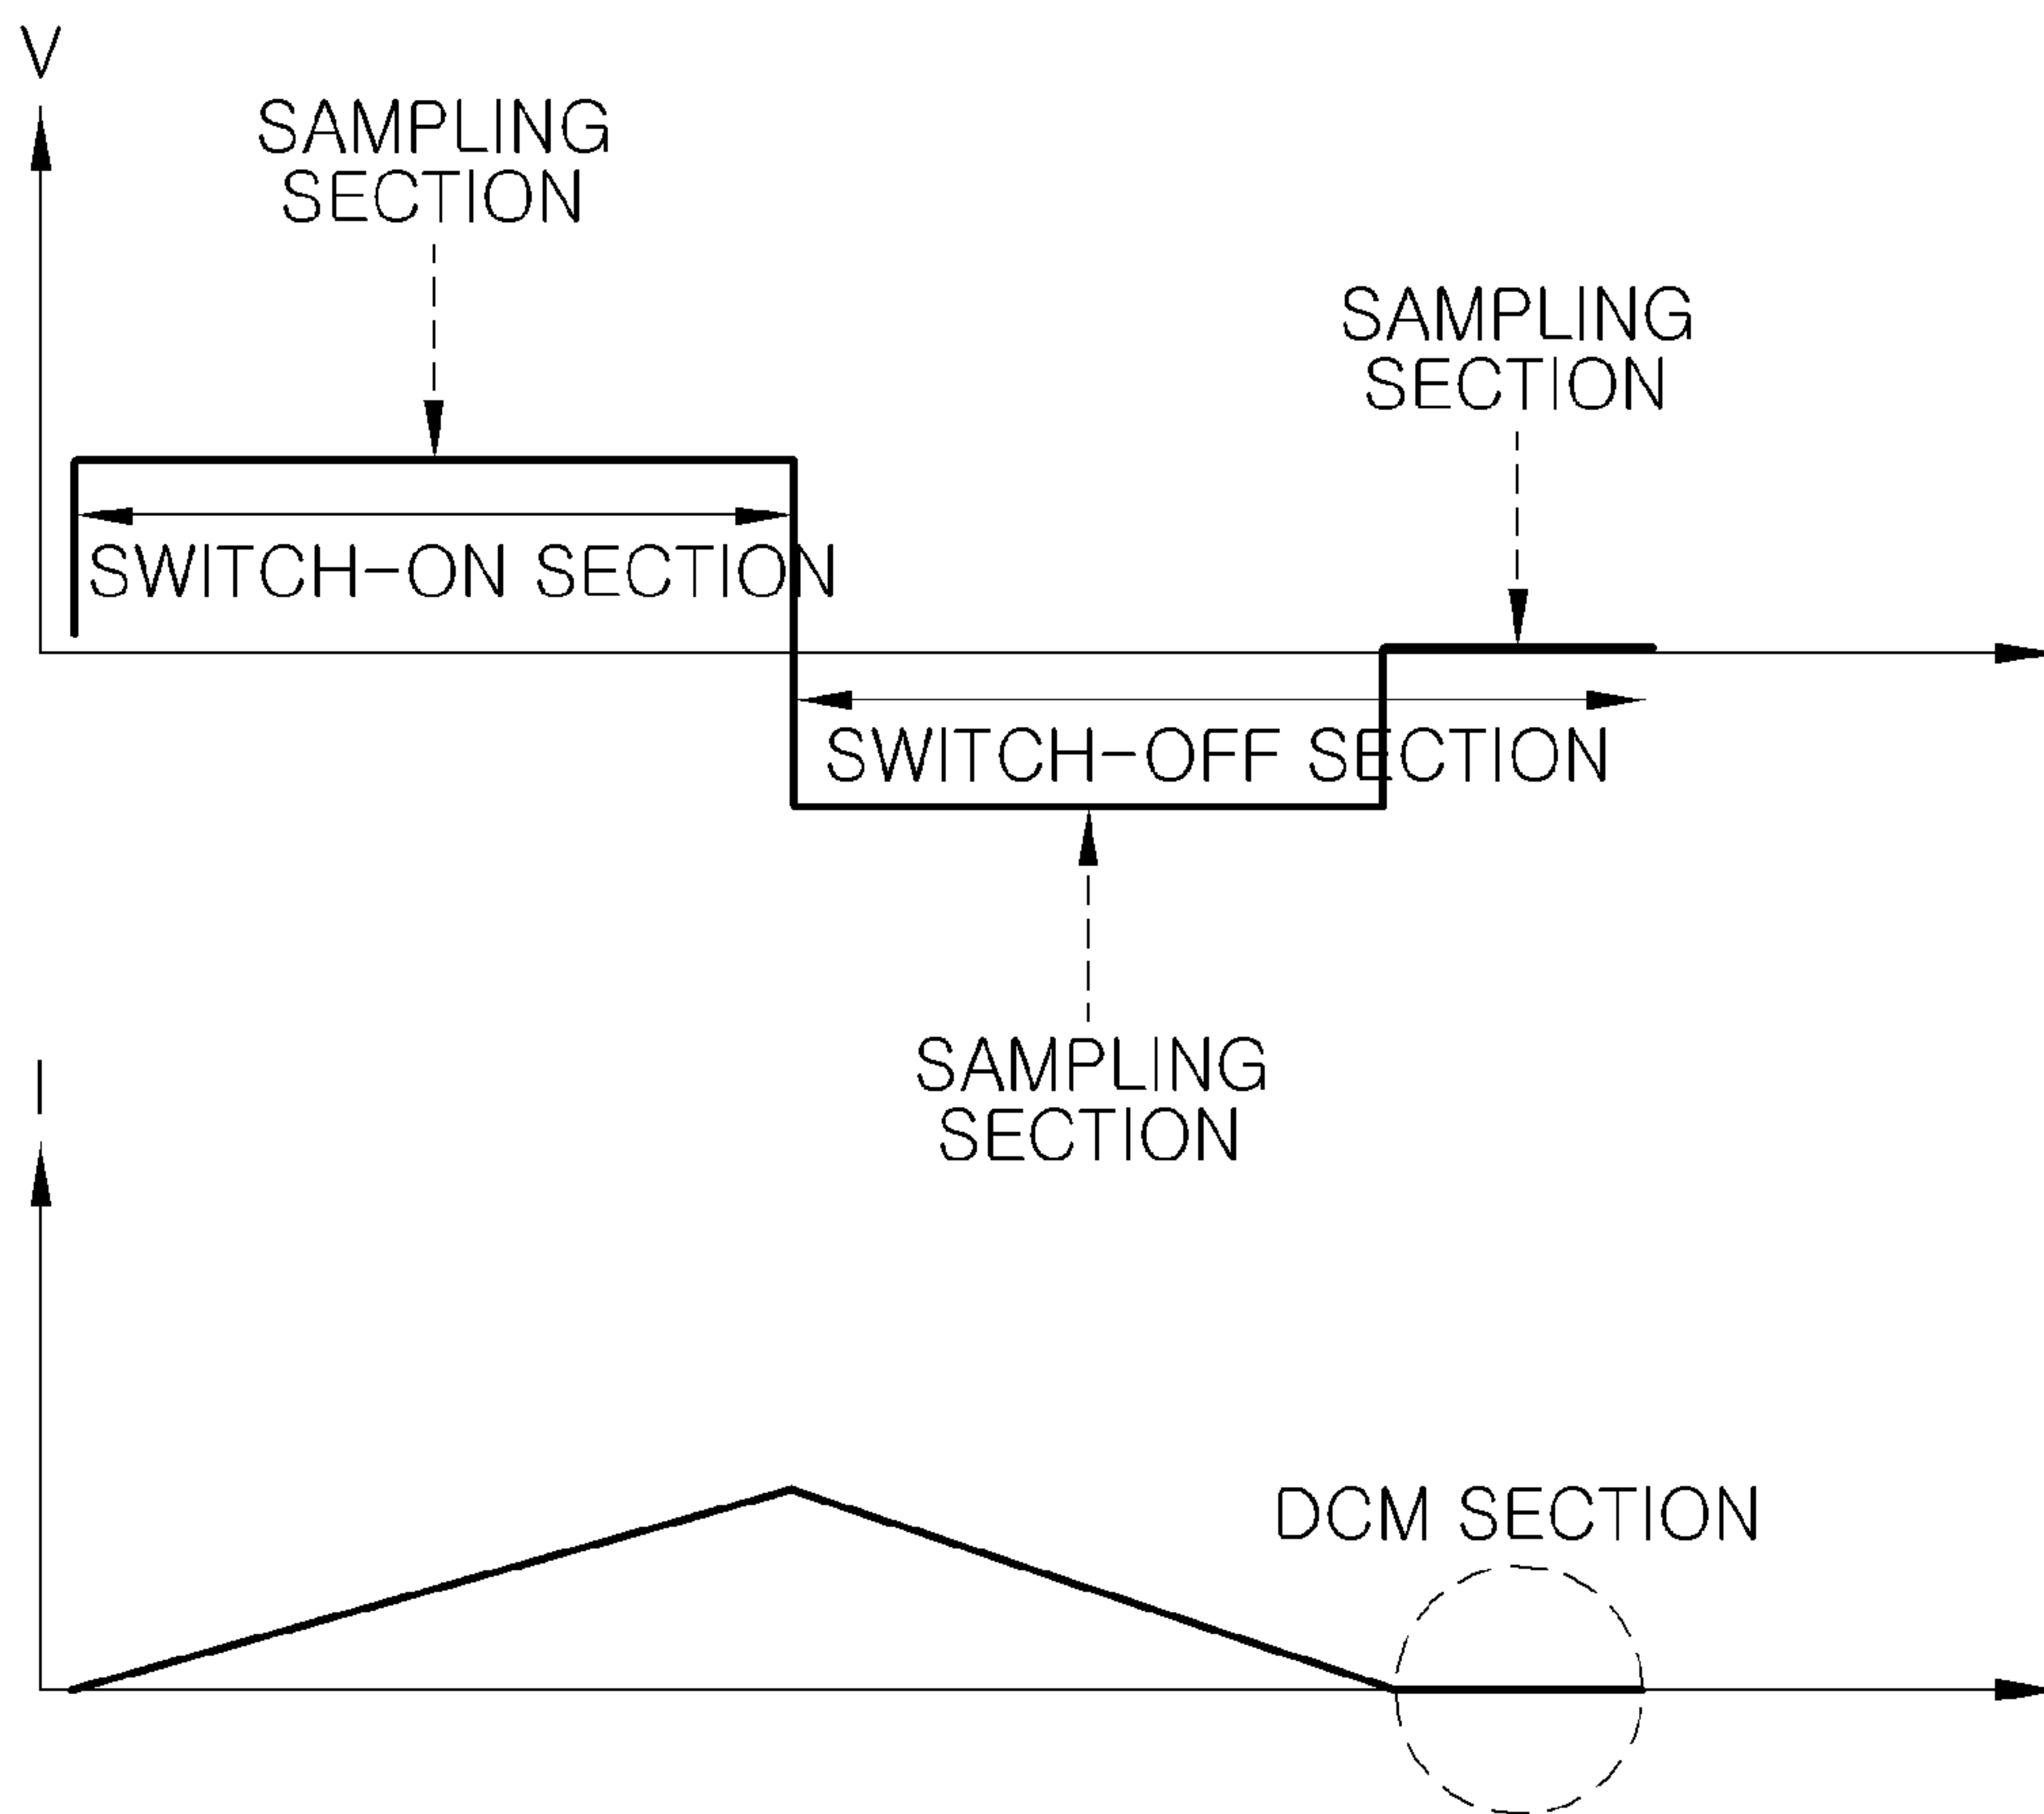 V
SAMPLING
SECTION
SAMPLING
SECTION
SWITCH-ON SECTION
SWITCH-OFF SECTION
SAMPLING
SECTION
I
DCM SECTION